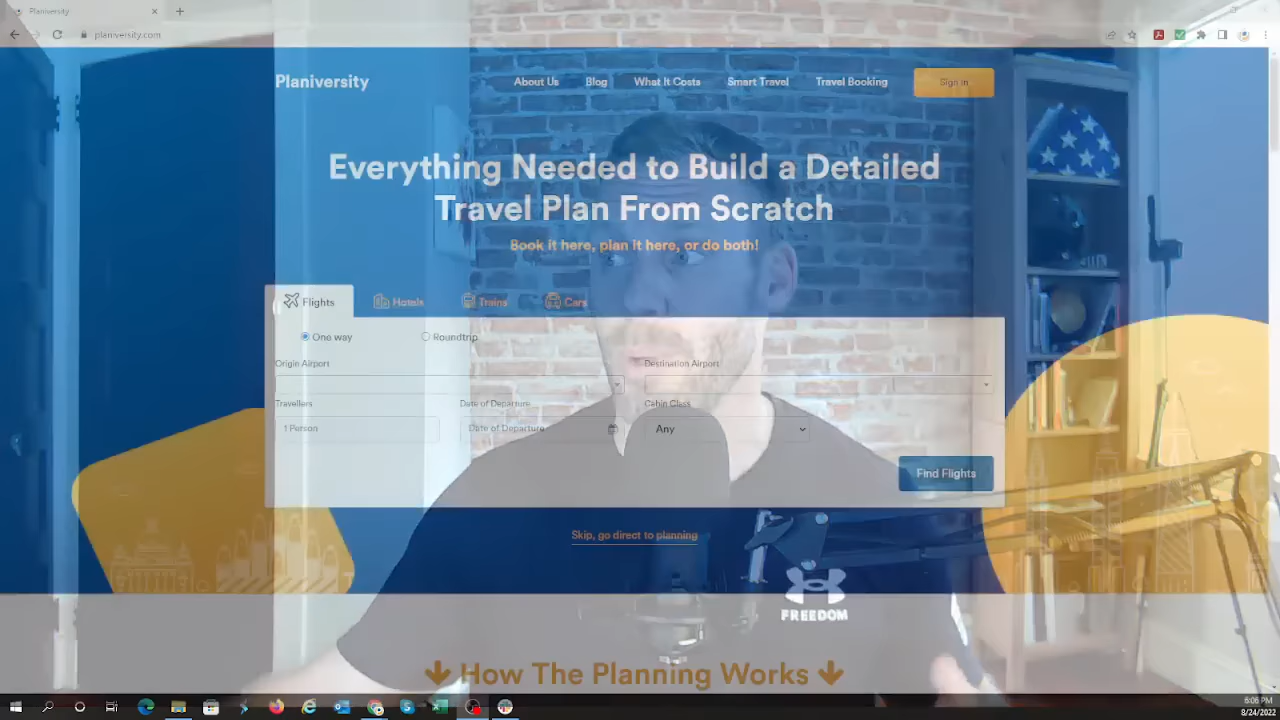 Planiversity
planiversity.com
Planiversity
About Us Blog What It Costs Smart Travel Travel Booking Sign In
Everything Needed to Build a Detailed
Travel Plan From Scratch
Book it here, plan it here, or do both!
Flights Hotels Trains Cars
One way Roundtrip
Origin Airport Destination Airport
Travellers Date of Departure Cabin Class
1 Person Date of Departure Any
Find Flights
Skip, go direct to planning
FREEDOM
How The Planning Works
6:06 PM
8/24/2022